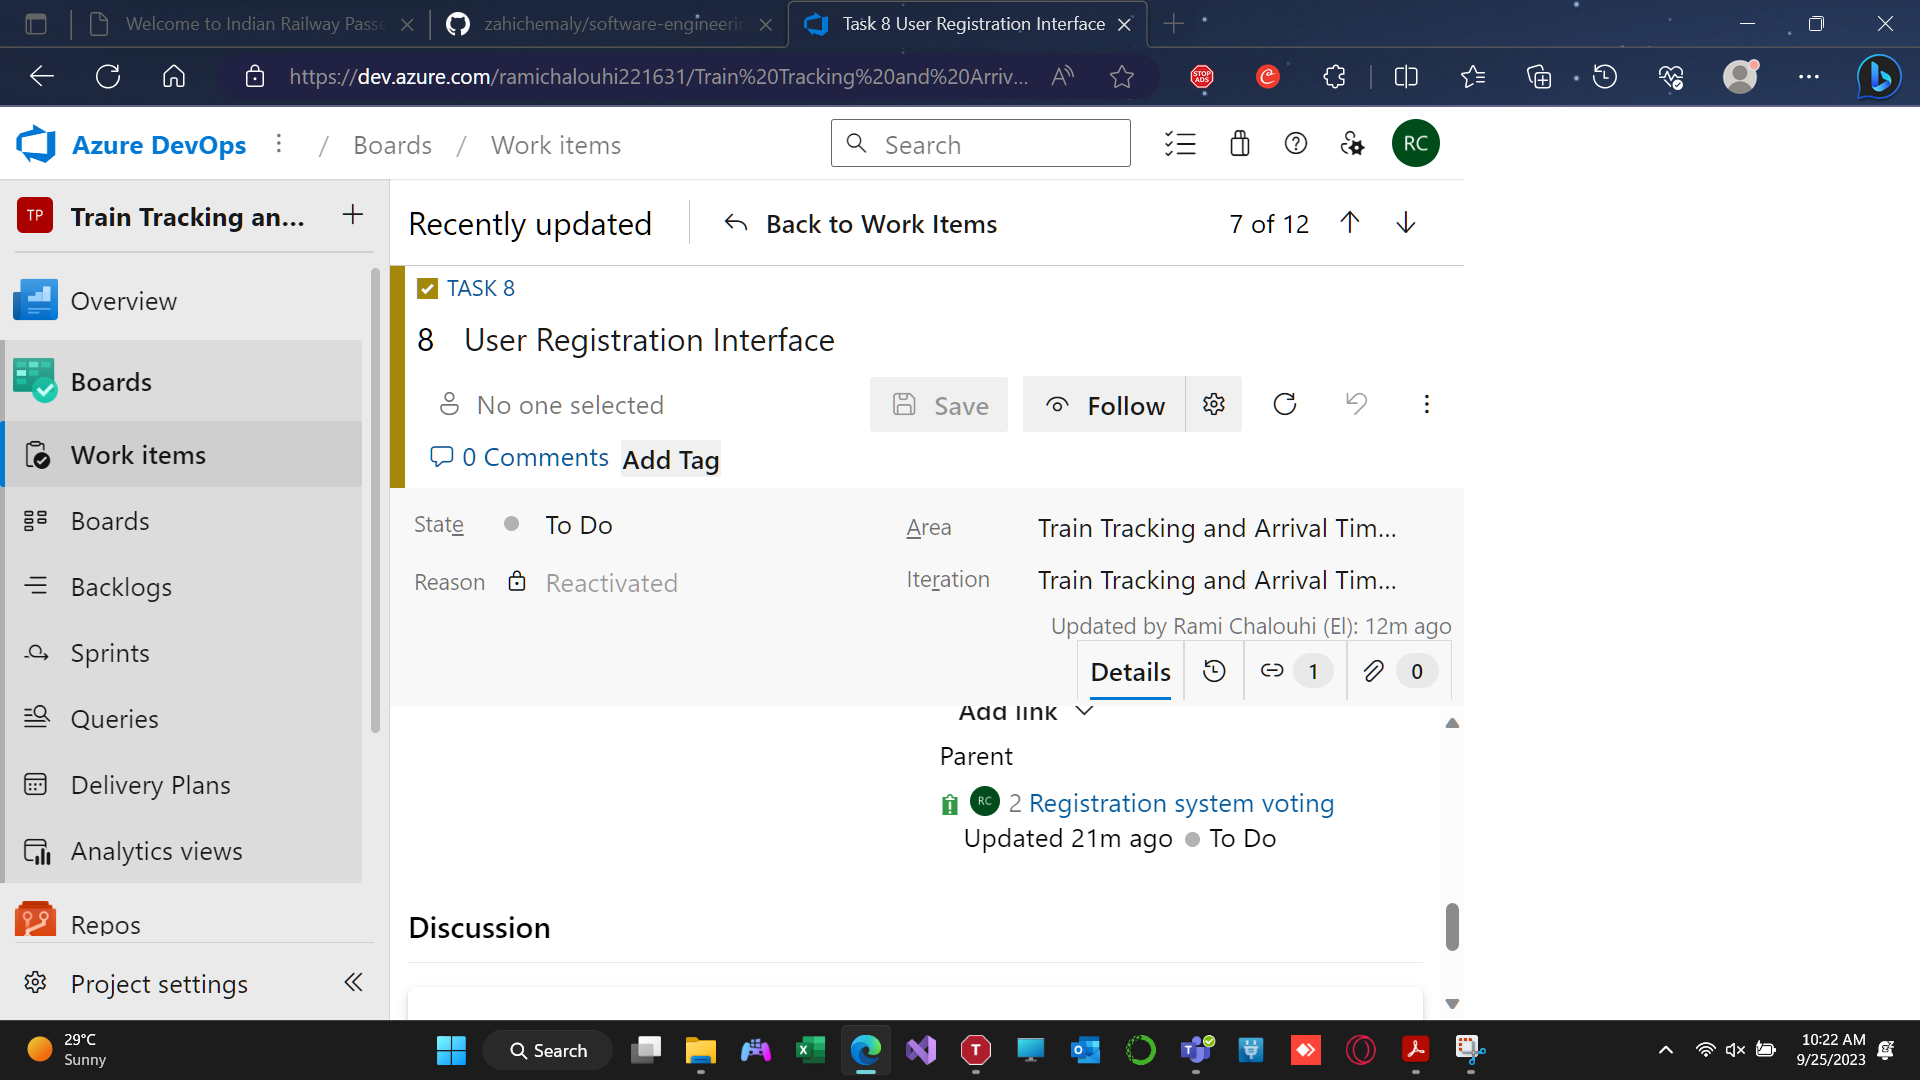 Welcome to Indian Railway Passe
zahichemaly/software-engineerin
Task 8 User Registration Interface
https://dev.azure.com/ramichalouhi221631/Train%20Tracking%20and%20Arriv...
Azure DevOps
/ Boards / Work items
Search
RC
TP
Train Tracking an...
Overview
Boards
Work items
Boards
Backlogs
Sprints
Queries
Delivery Plans
Analytics views
Repos
Project settings
Recently updated
Back to Work Items
7 of 12
TASK 8
8 User Registration Interface
No one selected
Save
Follow
0 Comments
Add Tag
State
To Do
Reason
Reactivated
Area
Train Tracking and Arrival Tim...
Iteration
Train Tracking and Arrival Tim...
Updated by Rami Chalouhi (El): 12m ago
Details
1
0
Add link
Parent
RC
2 Registration system voting
Updated 21m ago
To Do
Discussion
29°C
Sunny
Search
10:22 AM
9/25/2023